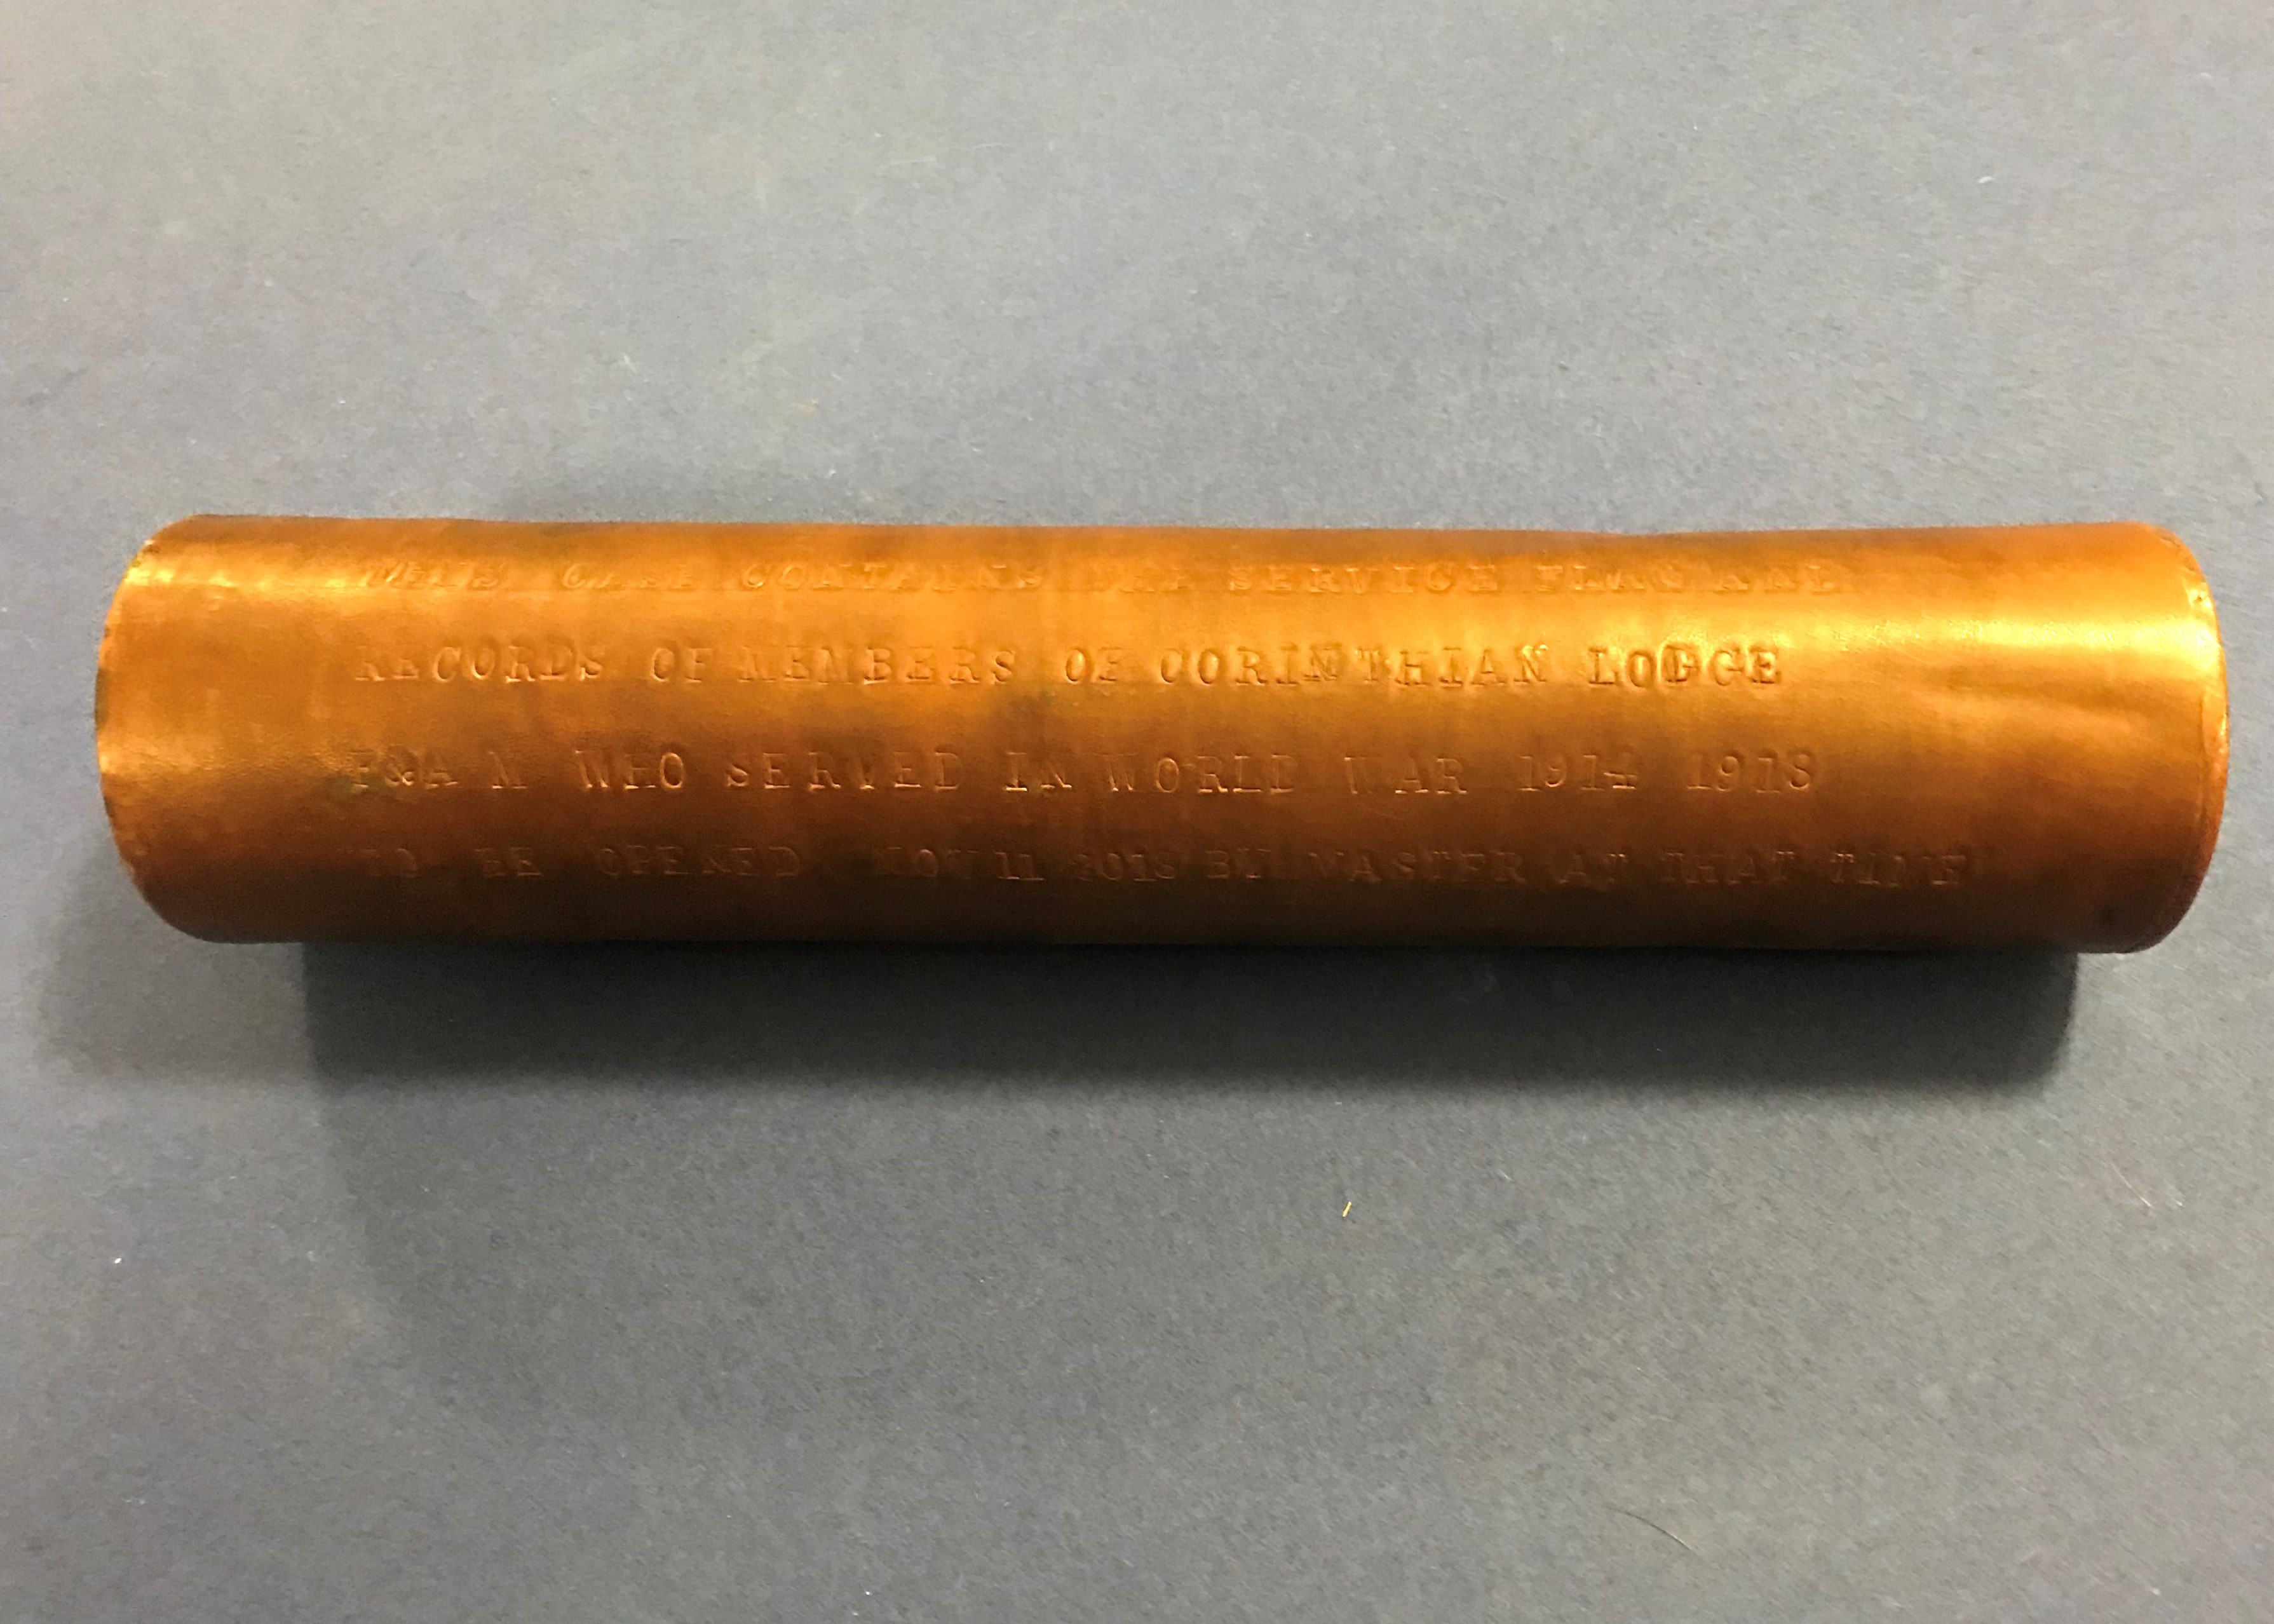 THIS CASE CONTAINS THE SERVICE FLAG AND
RECORDS OF MEMBERS OF CORINTHIAN LODGE
F&A M WHO SERVED IN WORLD WAR 1914 1918
TO BE OPENED NOV 11 2018 BY MASTER AT THAT TIME